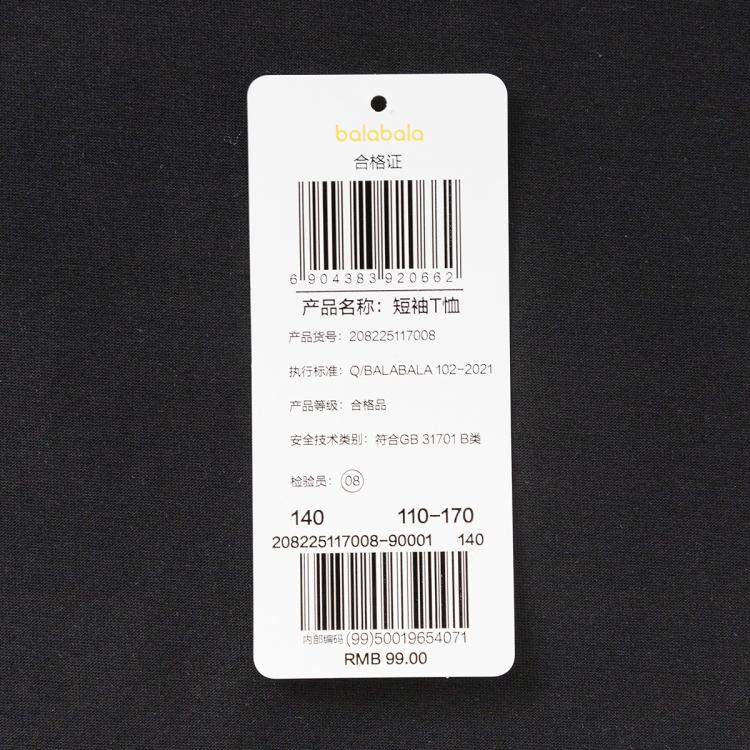 balabala
合格证
6904383920662
产品名称：短袖T恤
产品货号：208225117008
执行标准：Q/BALABALA 102-2021
产品等级：合格品
安全技术类别：符合GB 31701 B类
检验员：08
140 110-170
208225117008-90001 140
内部编码 (99)50019654071
RMB 99.00